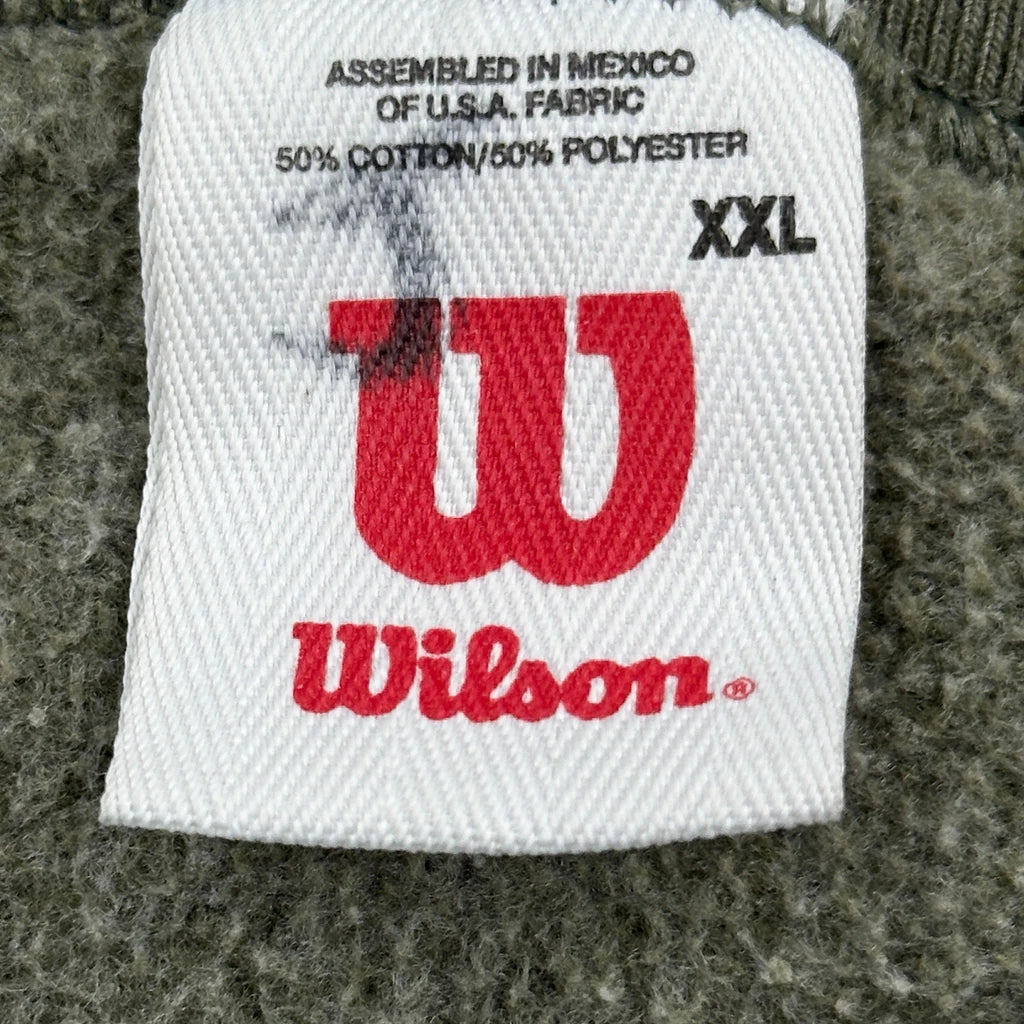 ASSEMBLED IN MEXICO
OF U.S.A. FABRIC
50% COTTON/50% POLYESTER
XXL
W
Wilson®